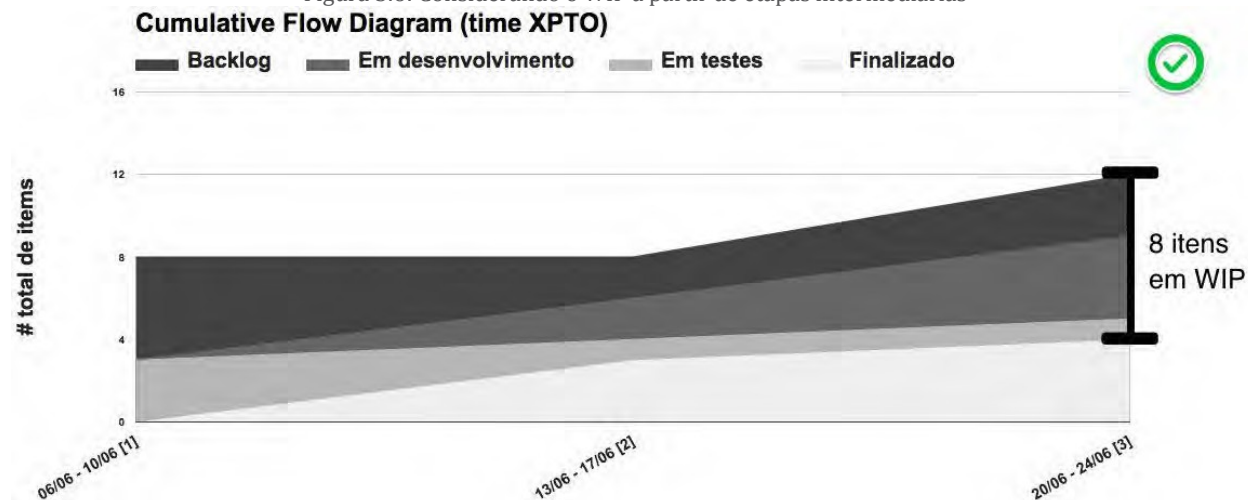 Cumulative Flow Diagram (time XPTO)
Backlog Em desenvolvimento Em testes Finalizado
16
12
8
4
0
# total de items
8 itens
em WIP
06/06 - 10/06 [1]
13/06 - 17/06 [2]
20/06 - 24/06 [3]